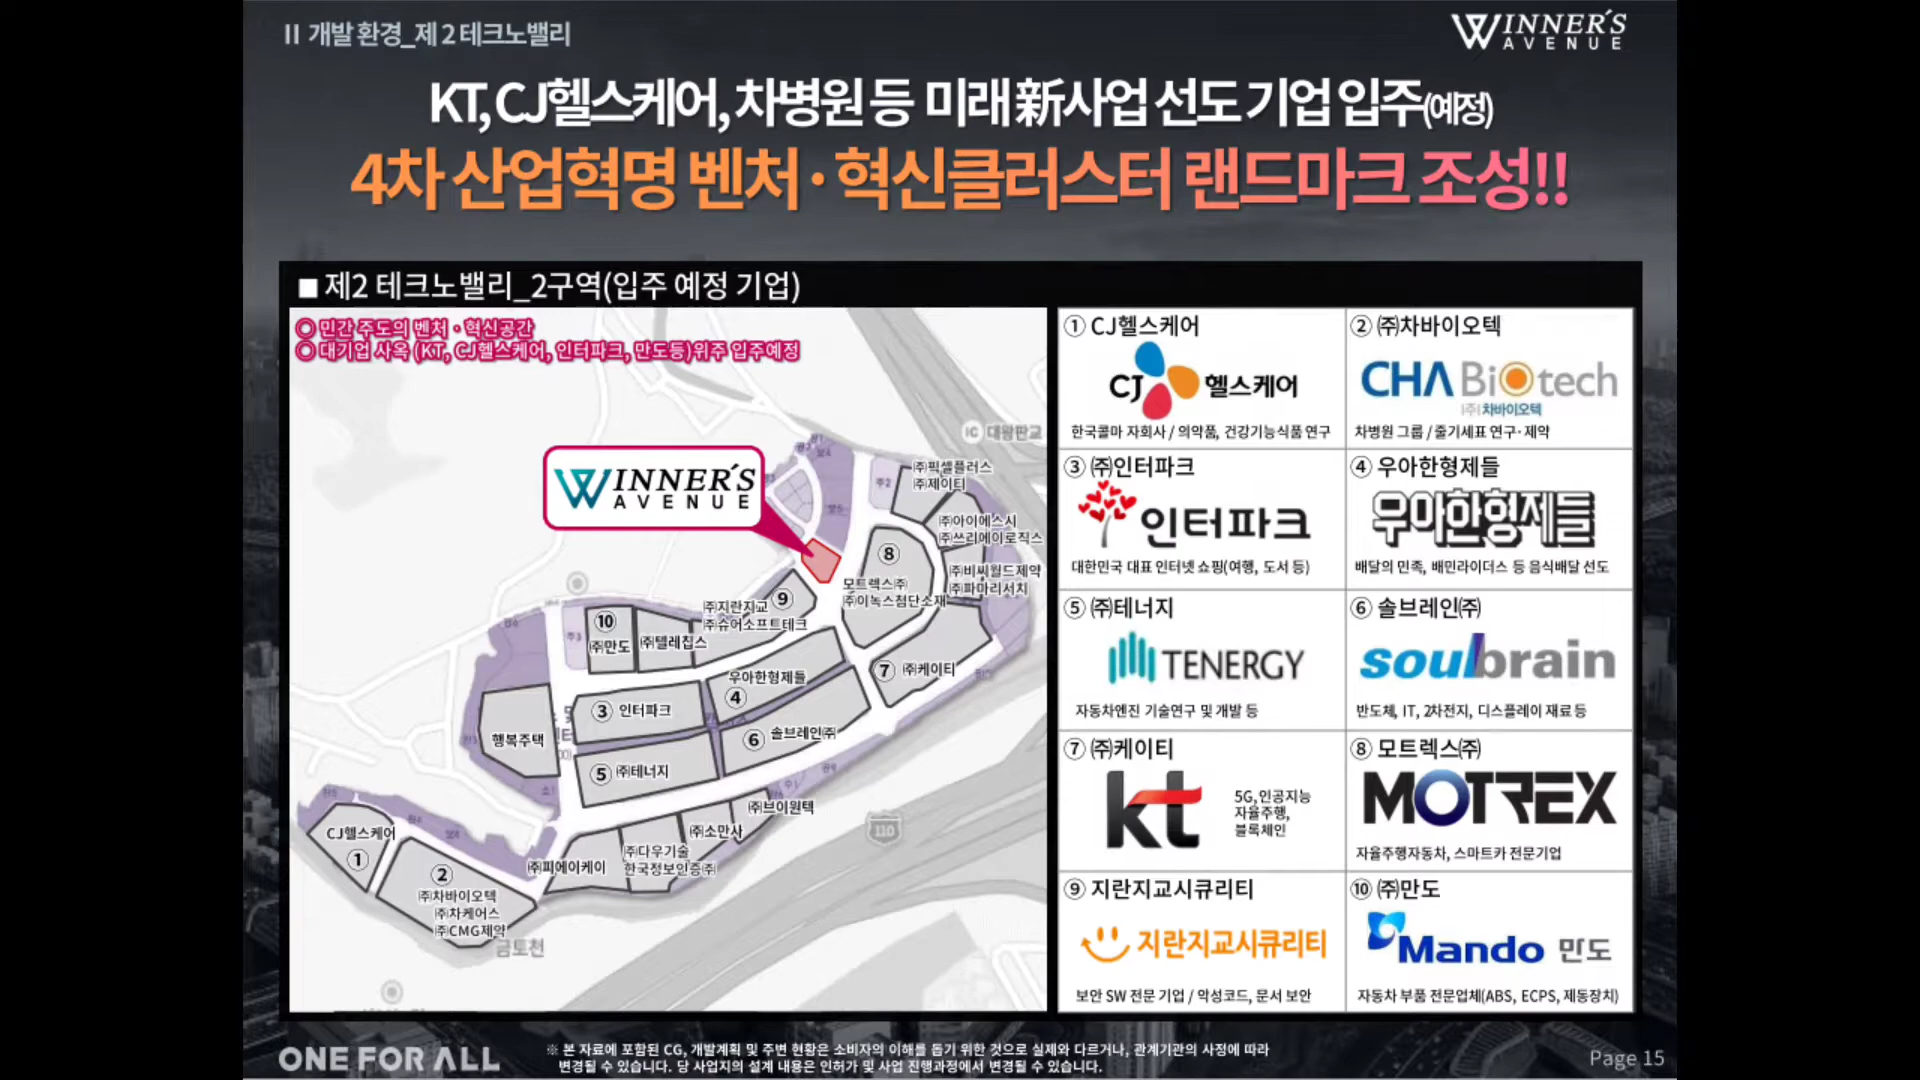 II 개발 환경_제 2 테크노밸리
WINNER'S
AVENUE
KT, CJ헬스케어, 차병원 등 미래 新사업 선도 기업 입주(예정)
4차 산업혁명 벤처·혁신클러스터 랜드마크 조성!!
■ 제2 테크노밸리_2구역(입주 예정 기업)
◎ 민간 주도의 벤처·혁신공간
◎ 대기업 사옥 (KT, CJ헬스케어, 인터파크, 만도등)위주 입주예정
IC 대왕판교
WINNER'S
AVENUE
㈜픽셀플러스
㈜제이티
주2
㈜아이에스시
㈜쓰리에이로직스
⑧
모트렉스㈜
㈜이녹스첨단소재
㈜비씨월드제약
㈜파마리서치
⑨
㈜지란지교
㈜슈어소프트테크
⑩
㈜만도
㈜텔레칩스
주3
⑦ ㈜케이티
우아한형제들
④
③ 인터파크
⑥ 솔브레인㈜
행복주택
⑤ ㈜테너지
㈜브이원텍
110
㈜소만사
㈜다우기술
한국정보인증㈜
㈜피에이케이
CJ헬스케어
①
②
㈜차바이오텍
㈜차케어스
㈜CMG제약
금토천
① CJ헬스케어
CJ 헬스케어
한국콜마 자회사 / 의약품, 건강기능식품 연구
② ㈜차바이오텍
CHA Biotech
(주)차바이오텍
차병원 그룹 / 줄기세표 연구·제약
③ ㈜인터파크
인터파크
대한민국 대표 인터넷 쇼핑(여행, 도서 등)
④ 우아한형제들
우아한형제들
배달의 민족, 배민라이더스 등 음식배달 선도
⑤ ㈜테너지
TENERGY
자동차엔진 기술연구 및 개발 등
⑥ 솔브레인㈜
soulbrain
반도체, IT, 2차전지, 디스플레이 재료 등
⑦ ㈜케이티
kt
5G,인공지능
자율주행,
블록체인
⑧ 모트렉스㈜
MOTREX
자율주행자동차, 스마트카 전문기업
⑨ 지란지교시큐리티
지란지교시큐리티
보안 SW 전문 기업 / 악성코드, 문서 보안
⑩ ㈜만도
Mando 만도
자동차 부품 전문업체(ABS, ECPS, 제동장치)
ONE FOR ALL
※ 본 자료에 포함된 CG, 개발계획 및 주변 현황은 소비자의 이해를 돕기 위한 것으로 실제와 다르거나, 관계기관의 사정에 따라
변경될 수 있습니다. 당 사업지의 설계 내용은 인허가 및 사업 진행과정에서 변경될 수 있습니다.
Page 15